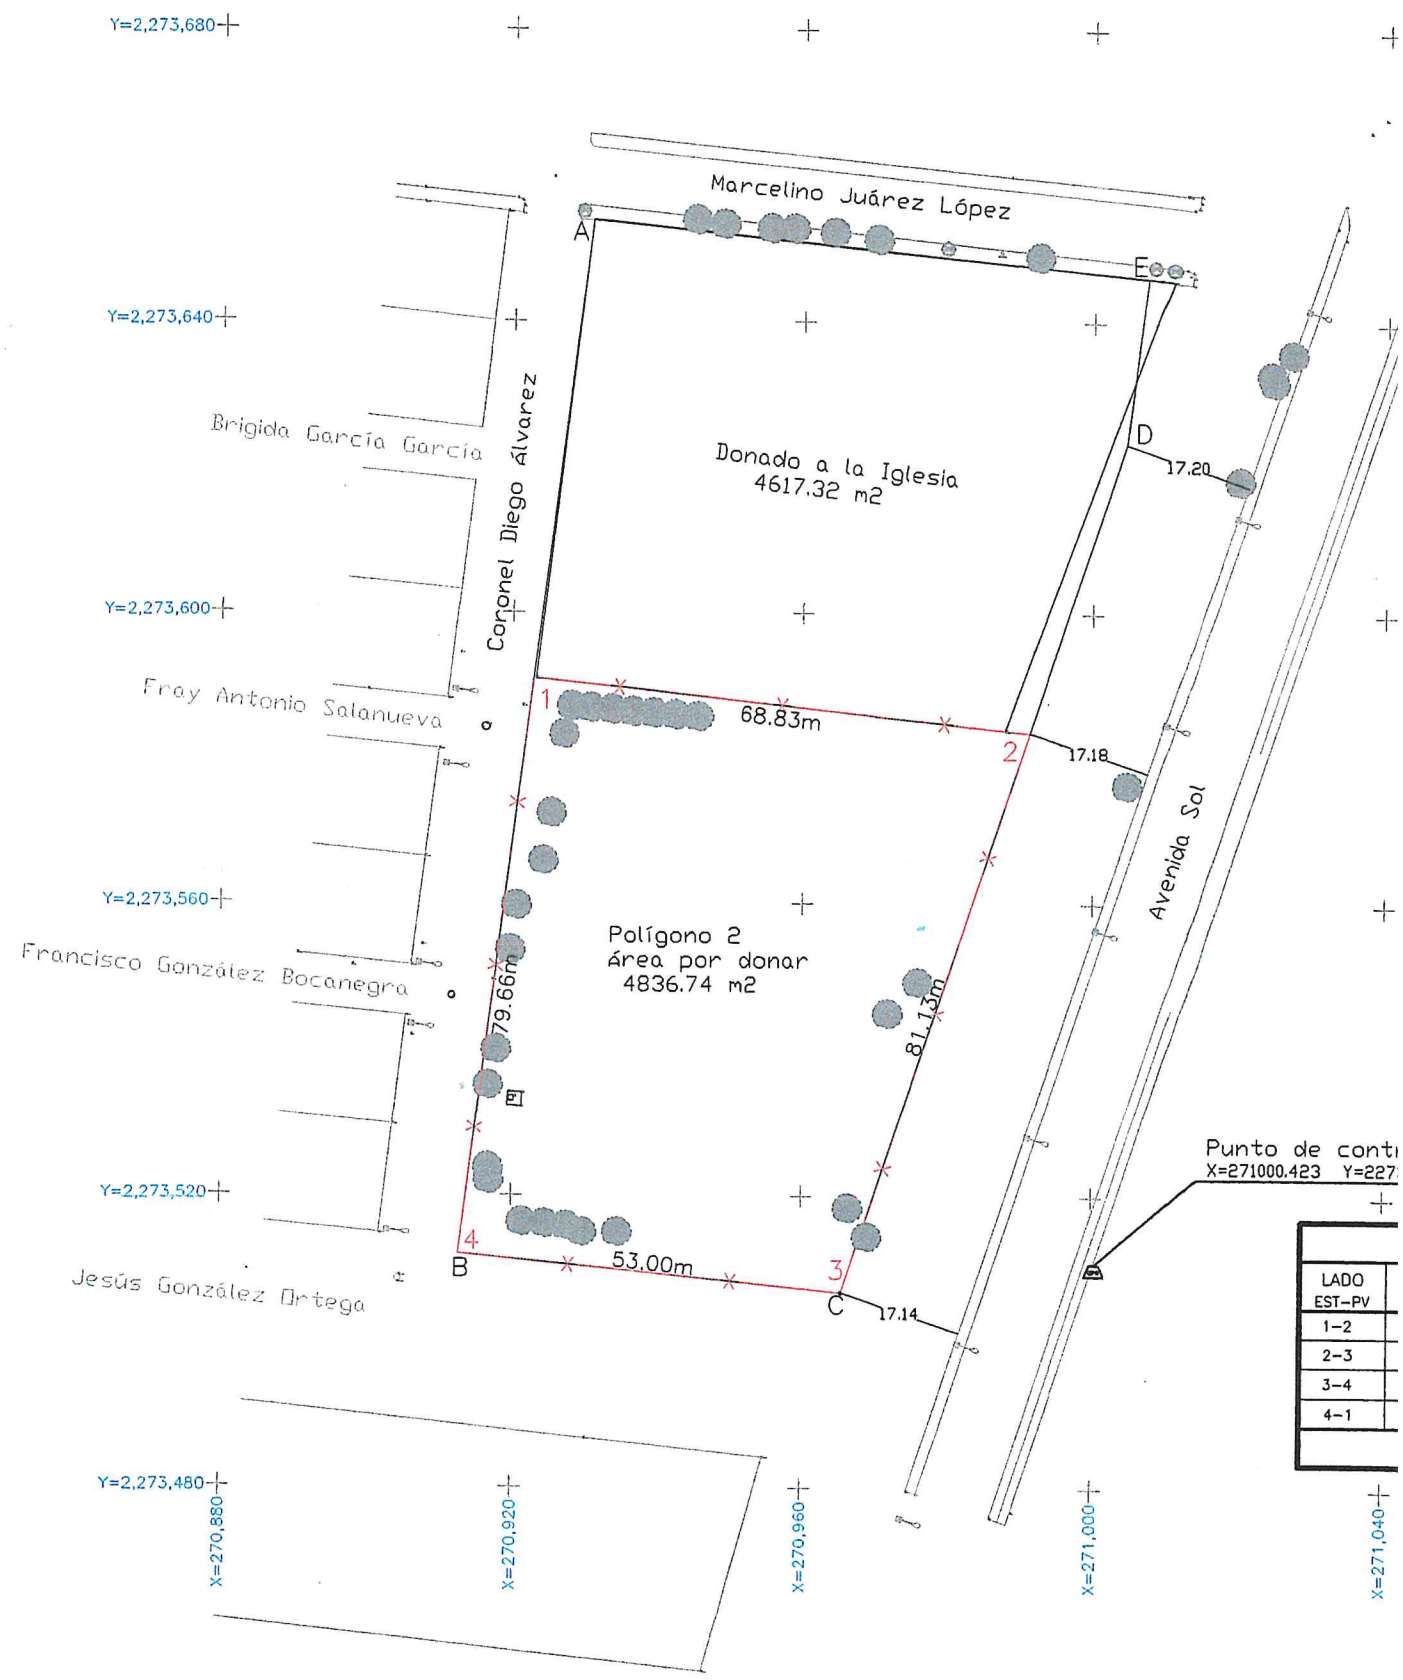 Y=2,273,680
Marcelino Juárez López
A
E
Y=2,273,640
Coronel Diego Álvarez
Brigida García García
D
17.20
Donado a la Iglesia
4617.32 m2
Y=2,273,600
Fray Antonio Salanueva
1
68.83m
2
17.18
Avenida Sol
Y=2,273,560
Polígono 2
área por donar
4836.74 m2
Francisco González Bocanegra
79.66m
81.13m
Punto de cont
X=271000.423 Y=227
Y=2,273,520
4
B
53.00m
3
C
17.14
Jesús González Ortega
LADO
EST-PV
1-2
2-3
3-4
4-1
Y=2,273,480
X=270,880
X=270,920
X=270,960
X=271,000
X=271,040